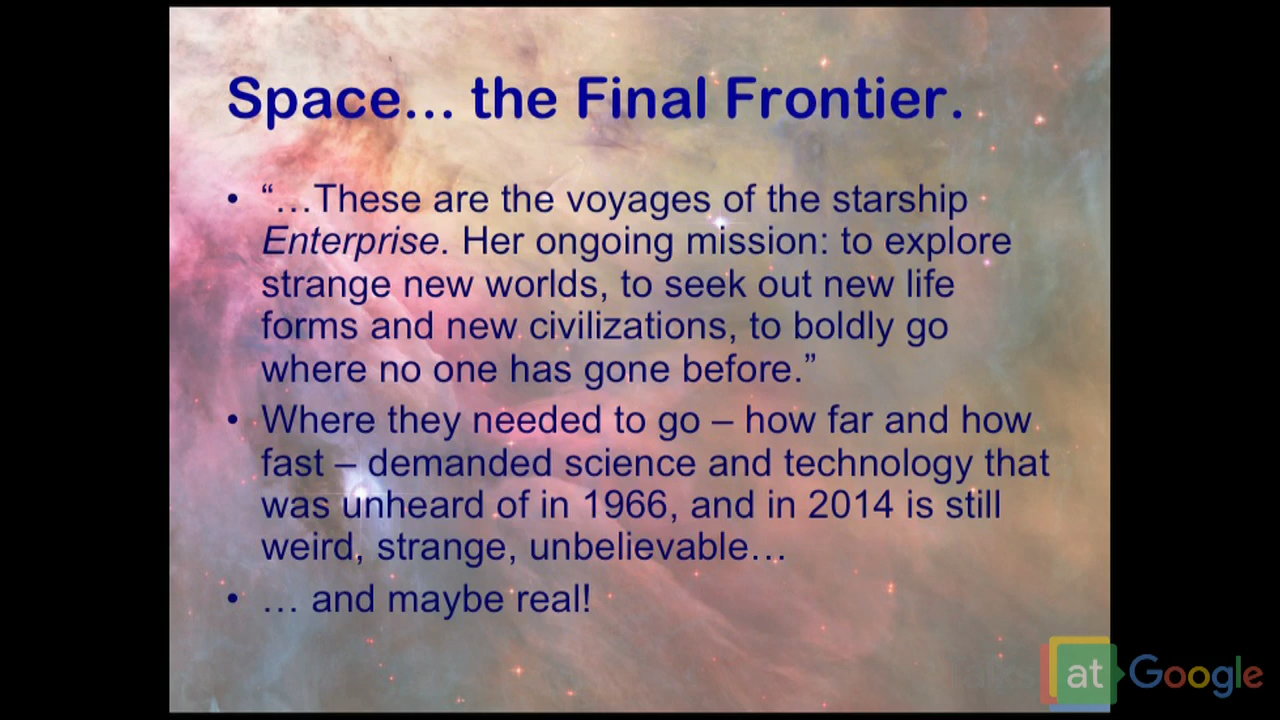 Space… the Final Frontier.
• “…These are the voyages of the starship
Enterprise. Her ongoing mission: to explore
strange new worlds, to seek out new life
forms and new civilizations, to boldly go
where no one has gone before.”
• Where they needed to go – how far and how
fast – demanded science and technology that
was unheard of in 1966, and in 2014 is still
weird, strange, unbelievable…
• … and maybe real!
at Google